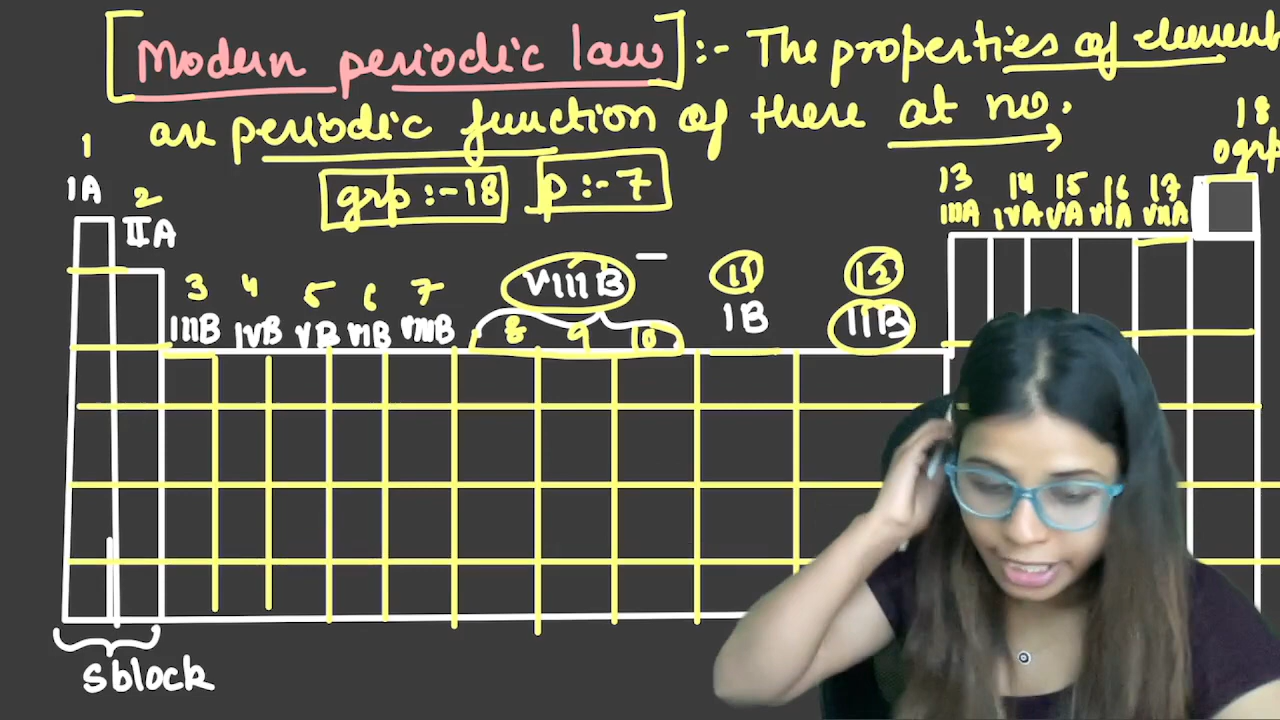 [Modern periodic law] :- The properties of element
are periodic function of there at no.
grp :- 18 p :- 7
1 18
IA 2 0grp
IIA 13 14 15 16 17
IIIA IVA VA VIA VIIA
3 4 5 6 7 VIIIB 11 12
IIIB IVB VB VIB VIIB 8 9 10 IB IIB
s block